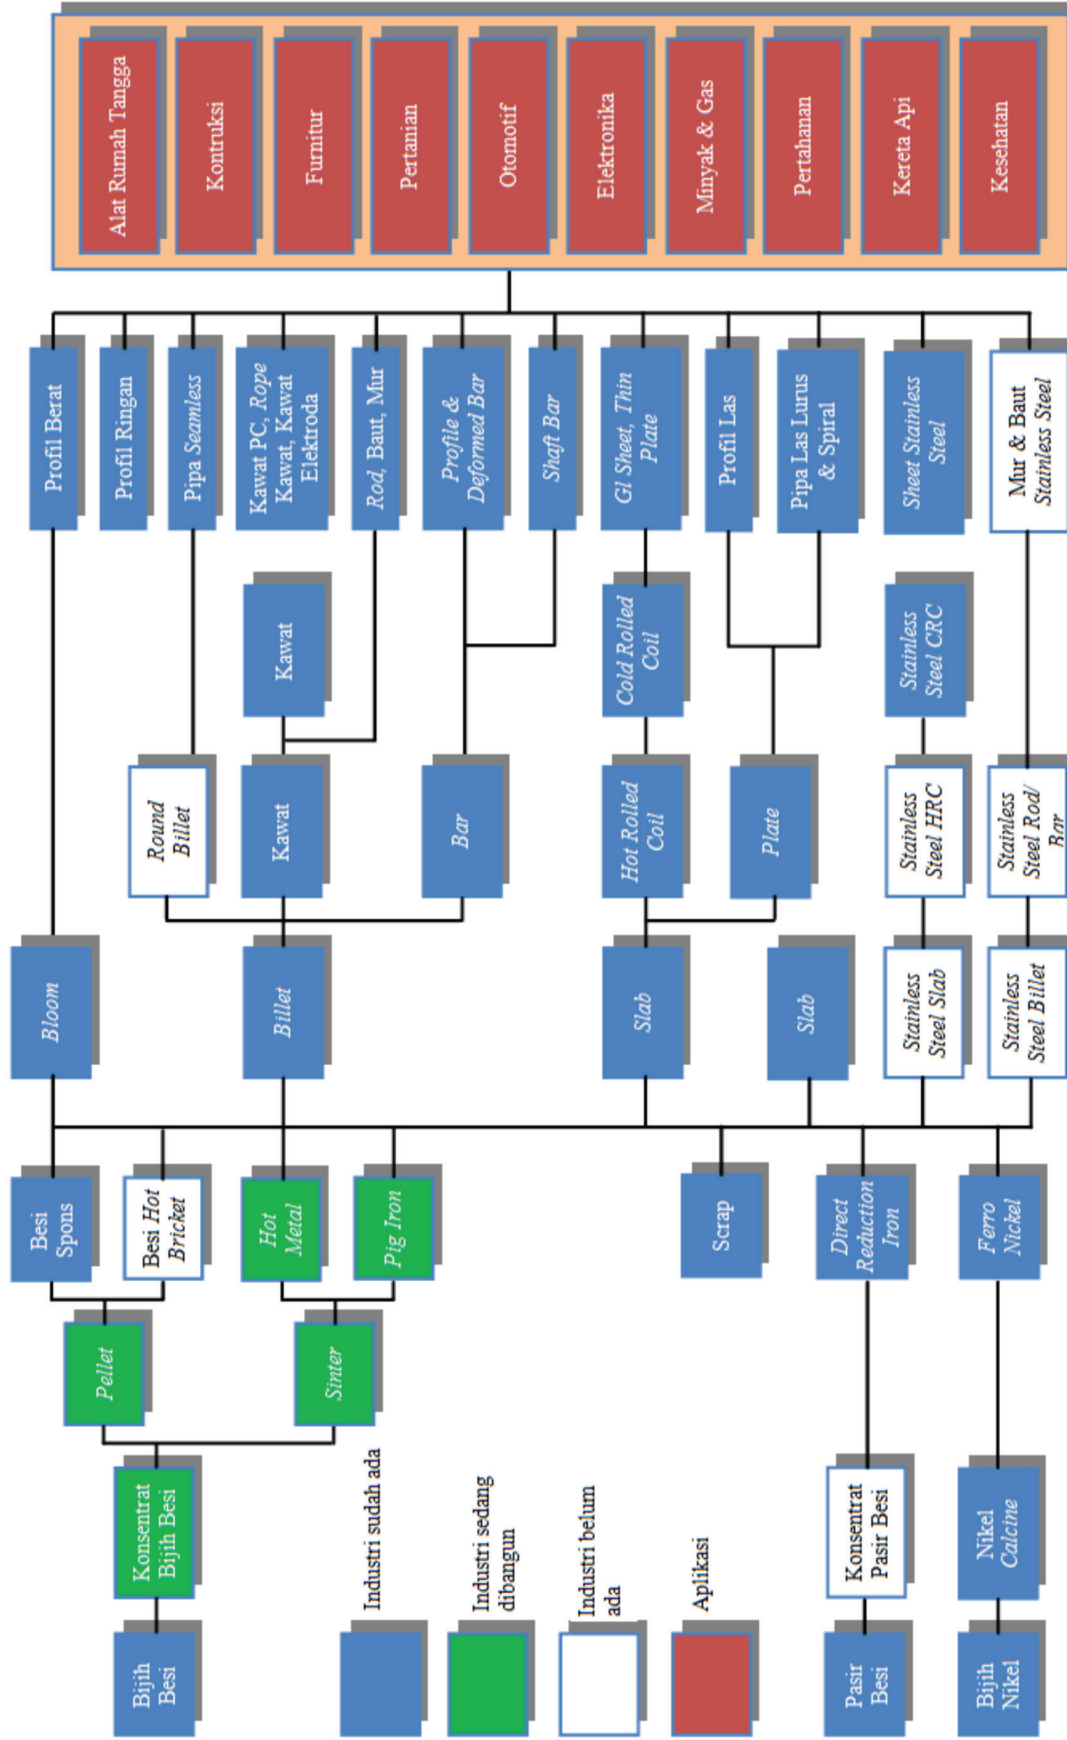 Bijih
Besi
Konsentrat
Bijih Besi
Pellet
Sinter
Besi
Spons
Besi Hot
Bricket
Hot
Metal
Pig Iron
Scrap
Direct
Reduction
Iron
Ferro
Nickel
Pasir
Besi
Konsentrat
Pasir Besi
Bijih
Nikel
Nikel
Calcine
Industri sudah ada
Industri sedang
dibangun
Industri belum
ada
Aplikasi
Bloom
Billet
Slab
Slab
Stainless
Steel Slab
Stainless
Steel Billet
Round
Billet
Kawat
Bar
Hot Rolled
Coil
Plate
Stainless
Steel HRC
Stainless
Steel Rod/
Bar
Kawat
Cold Rolled
Coil
Stainless
Steel CRC
Profil Berat
Profil Ringan
Pipa Seamless
Kawat PC, Rope
Kawat, Kawat
Elektroda
Rod, Baut, Mur
Profile &
Deformed Bar
Shaft Bar
Gl Sheet, Thin
Plate
Profil Las
Pipa Las Lurus
& Spiral
Sheet Stainless
Steel
Mur & Baut
Stainless Steel
Alat Rumah Tangga
Kontruksi
Furnitur
Pertanian
Otomotif
Elektronika
Minyak & Gas
Pertahanan
Kereta Api
Kesehatan